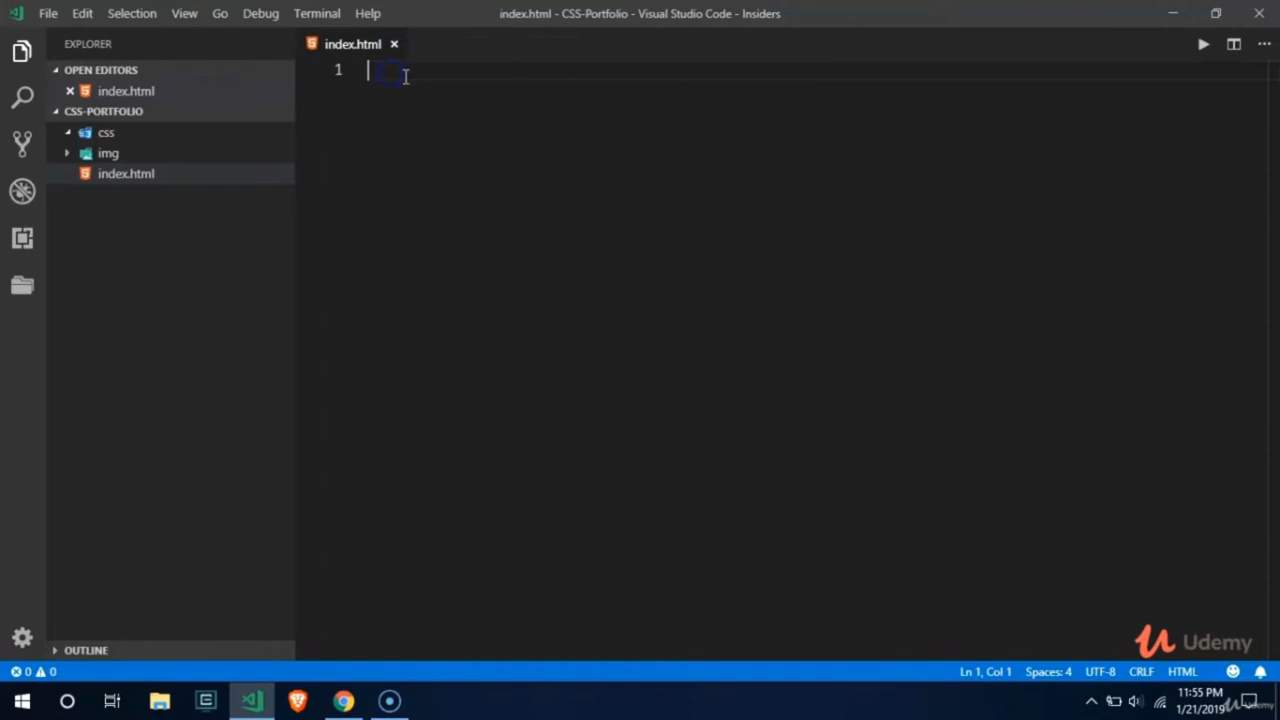 File Edit Selection View Go Debug Terminal Help index.html - CSS-Portfolio - Visual Studio Code - Insiders
EXPLORER
index.html
OPEN EDITORS
index.html
CSS-PORTFOLIO
css
img
index.html
1
OUTLINE
Udemy
0 0 Ln 1, Col 1 Spaces: 4 UTF-8 CRLF HTML
11:55 PM
1/21/2019
Udemy